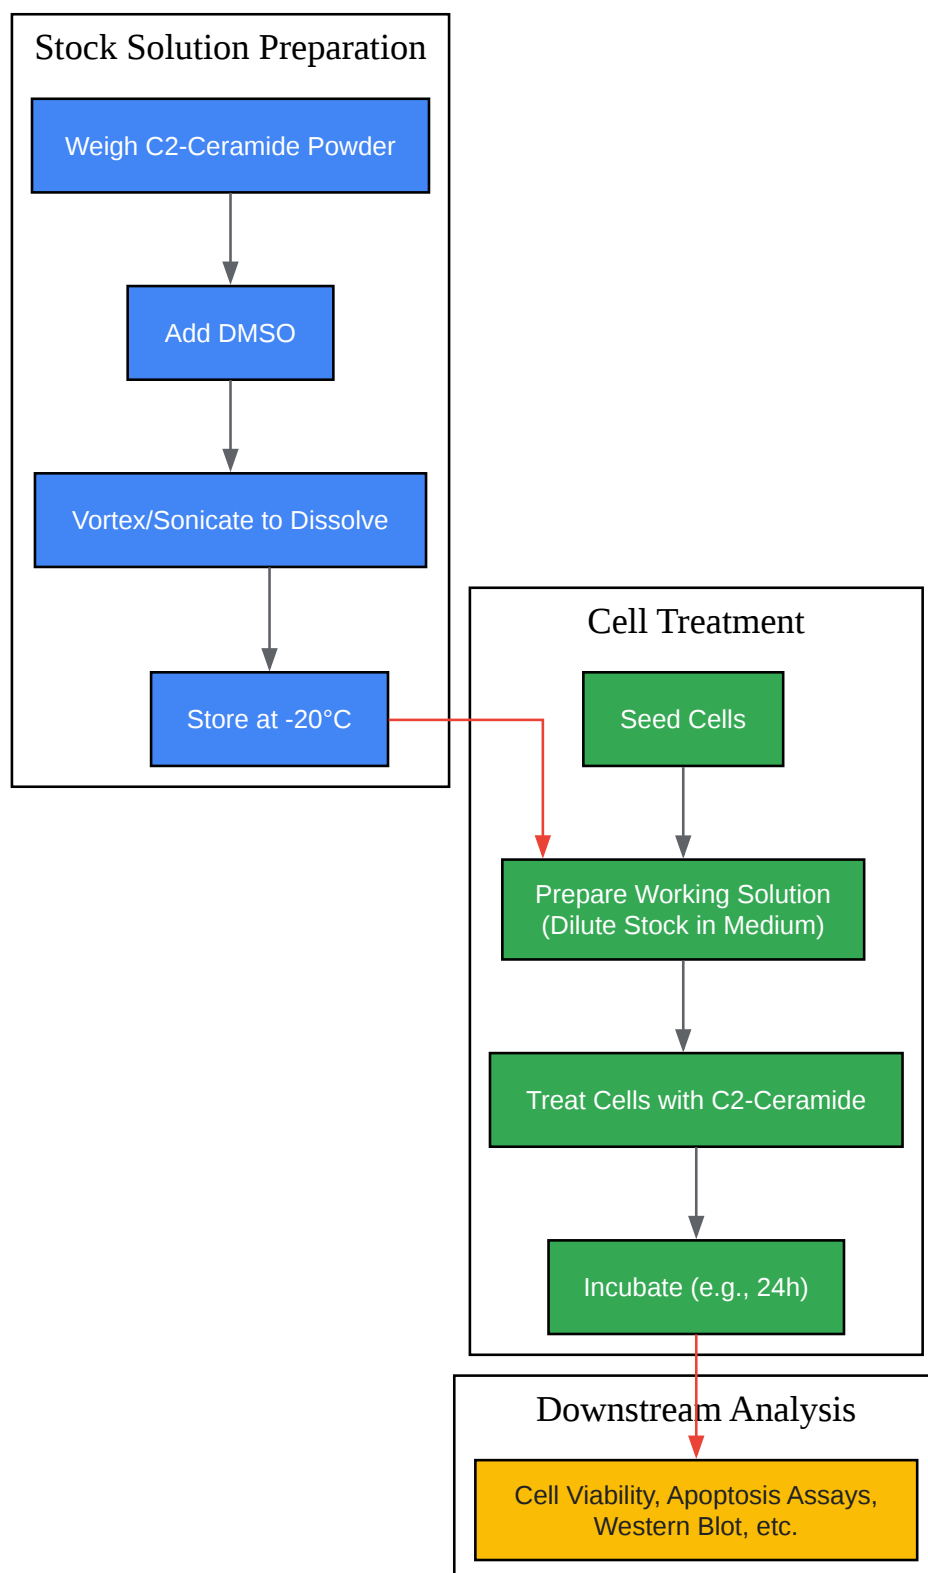 Stock Solution Preparation
Weigh C2-Ceramide Powder
Add DMSO
Vortex/Sonicate to Dissolve
Store at -20°C
Cell Treatment
Seed Cells
Prepare Working Solution
(Dilute Stock in Medium)
Treat Cells with C2-Ceramide
Incubate (e.g., 24h)
Downstream Analysis
Cell Viability, Apoptosis Assays,
Western Blot, etc.